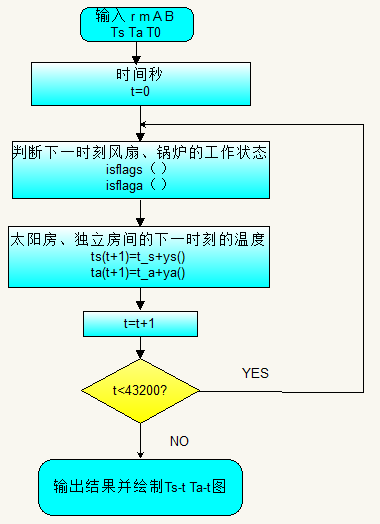 输入 r m A B
Ts Ta T0
时间秒
t=0
判断下一时刻风扇、锅炉的工作状态
isflags（）
isflaga（）
太阳房、独立房间的下一时刻的温度
ts(t+1)=t_s+ys()
ta(t+1)=t_a+ya()
t=t+1
t<43200?
YES
NO
输出结果并绘制Ts-t Ta-t图